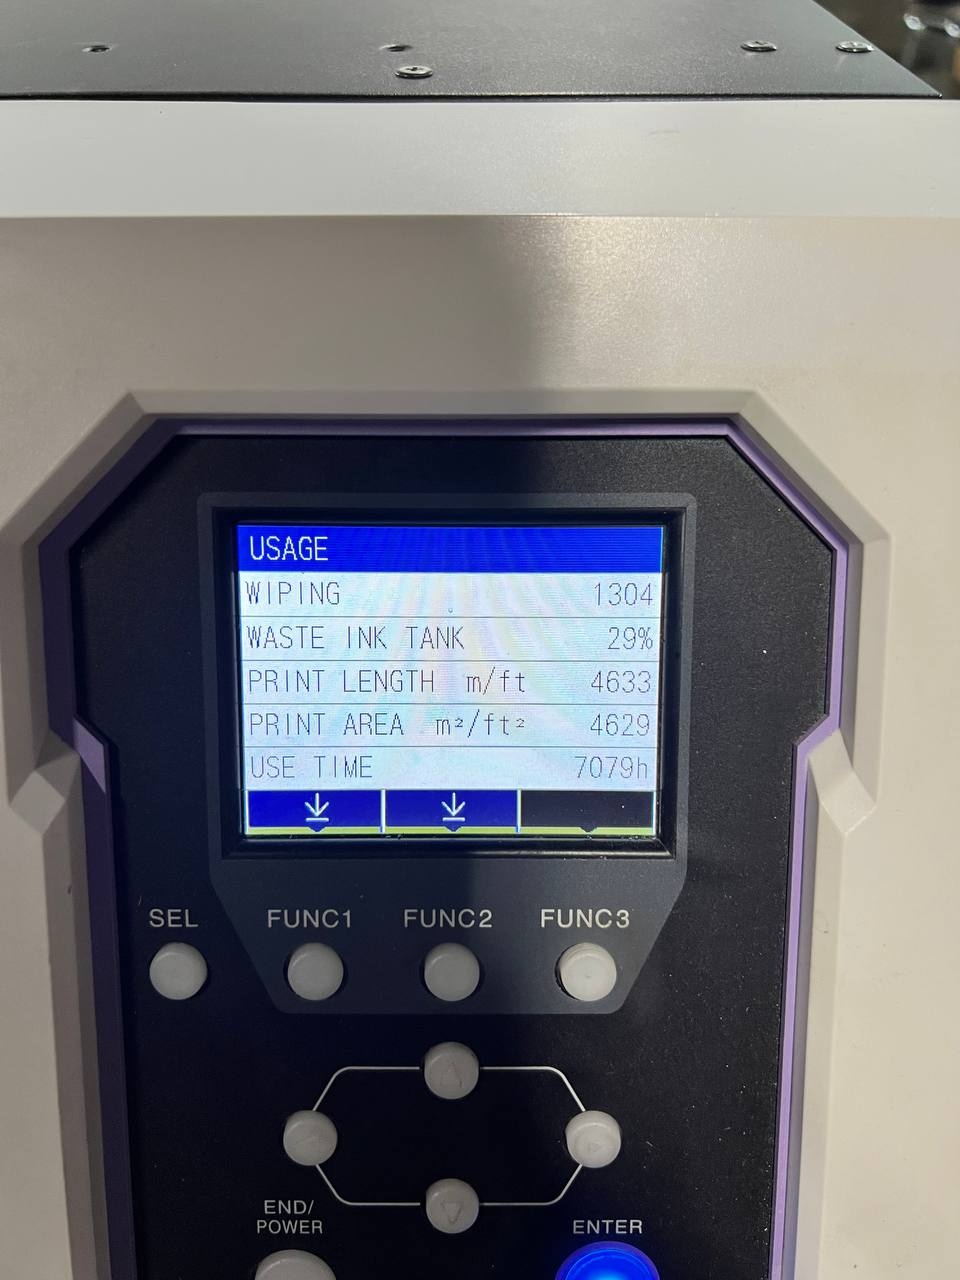 USAGE
WIPING 1304
WASTE INK TANK 29%
PRINT LENGTH m/ft 4633
PRINT AREA m²/ft² 4629
USE TIME 7079h
SEL FUNC1 FUNC2 FUNC3
END/
POWER
ENTER